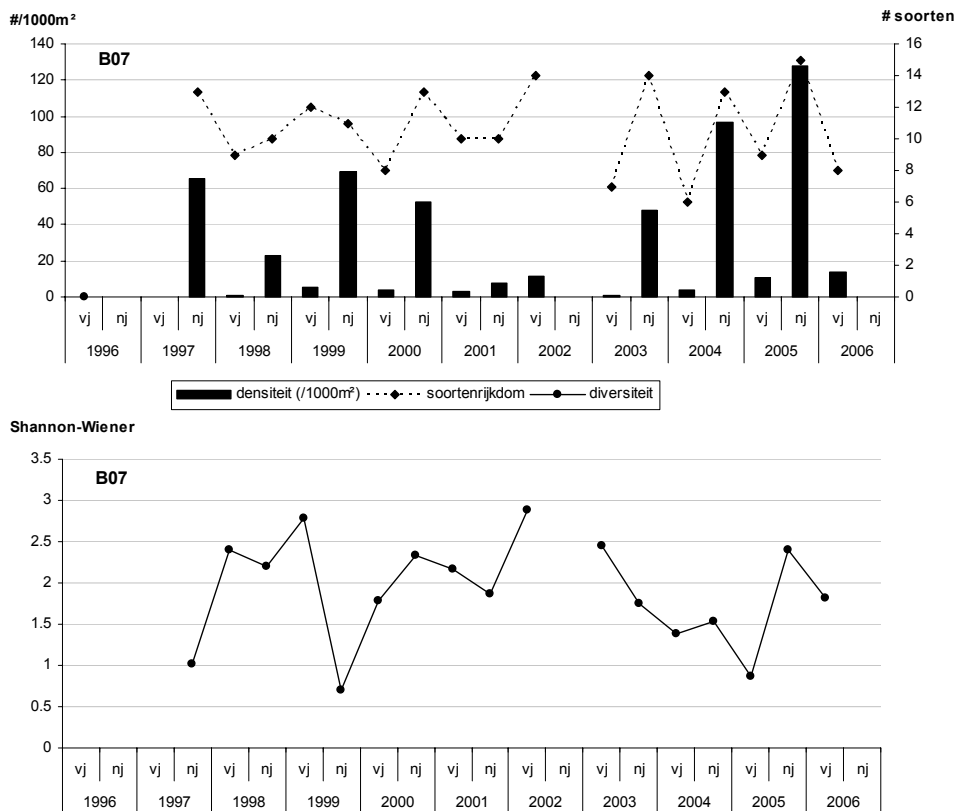 #/1000m² # soorten
B07
140 16
120 14
100 12
80 10
60 8
40 6
20 4
0 2
0
vj nj vj nj vj nj vj nj vj nj vj nj vj nj vj nj vj nj vj nj vj nj
1996 1997 1998 1999 2000 2001 2002 2003 2004 2005 2006
densiteit (/1000m²) soortenrijkdom diversiteit
Shannon-Wiener
3.5
B07
3
2.5
2
1.5
1
0.5
0
vj nj vj nj vj nj vj nj vj nj vj nj vj nj vj nj vj nj vj nj vj nj
1996 1997 1998 1999 2000 2001 2002 2003 2004 2005 2006